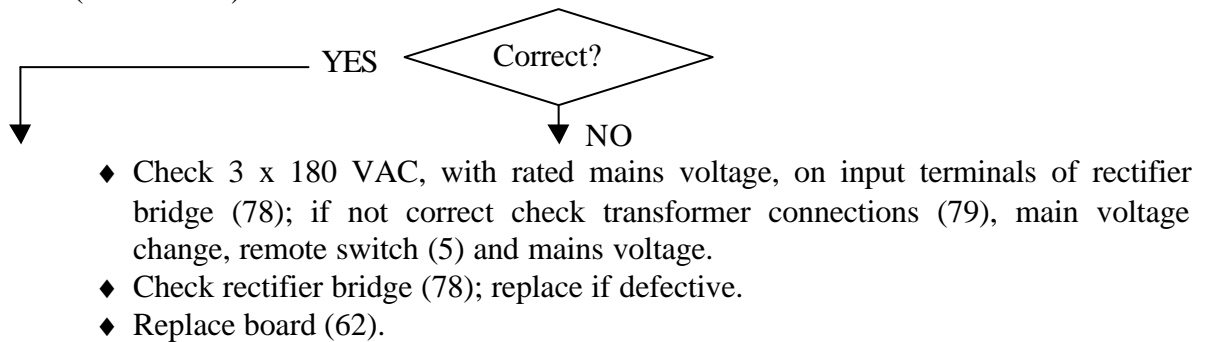 YES Correct?
NO
♦ Check 3 x 180 VAC, with rated mains voltage, on input terminals of rectifier
bridge (78); if not correct check transformer connections (79), main voltage
change, remote switch (5) and mains voltage.
♦ Check rectifier bridge (78); replace if defective.
♦ Replace board (62).